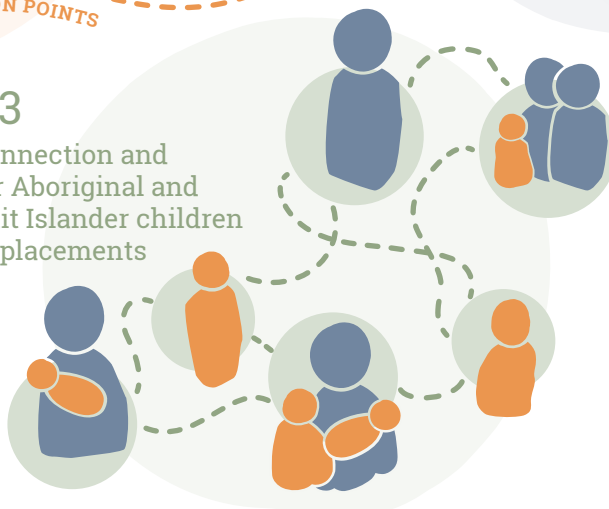 N POINTS
3
nnection and
r Aboriginal and
it Islander children
placements